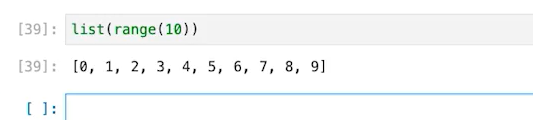 [39]: list(range(10))
[39]: [0, 1, 2, 3, 4, 5, 6, 7, 8, 9]
[ ]: